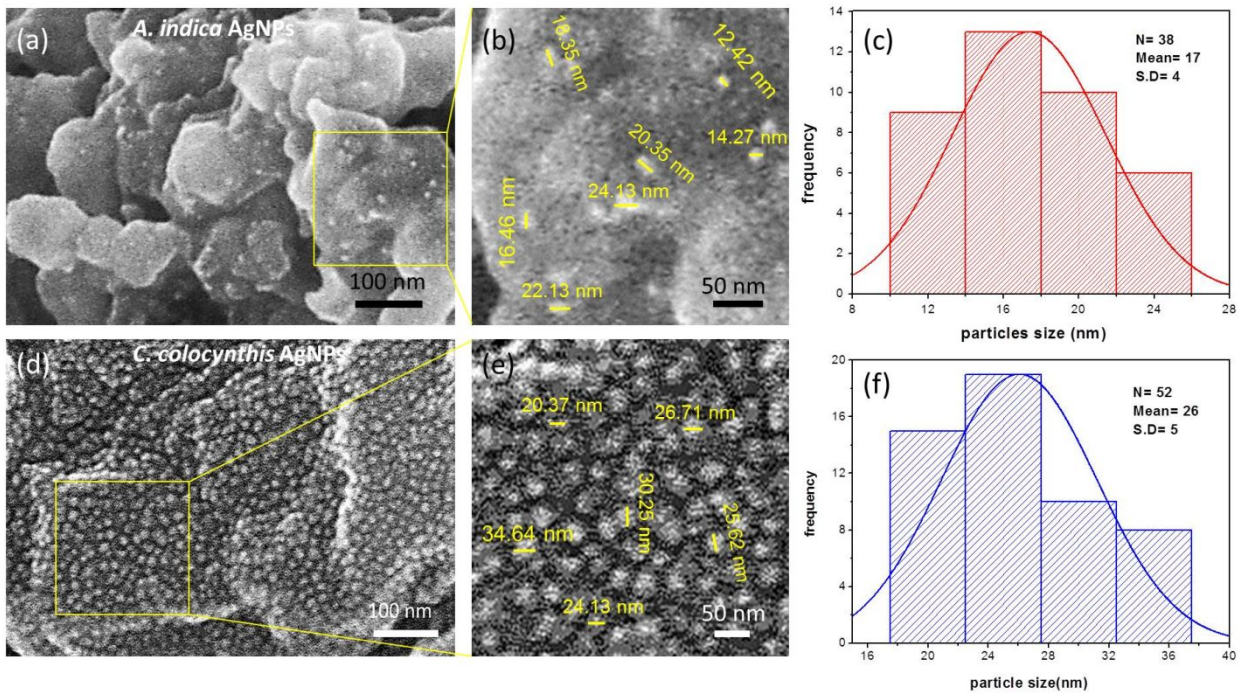 (a)
A. indica AgNPs
100 nm
(b)
18.35 nm
12.42 nm
20.35 nm
14.27 nm
24.13 nm
16.46 nm
22.13 nm
50 nm
(c)
N= 38
Mean= 17
S.D= 4
frequency
14
12
10
8
6
4
2
0
8
12
16
20
24
28
particles size (nm)
(d)
C. colocynthis AgNPs
100 nm
(e)
20.37 nm
26.71 nm
30.25 nm
25.62 nm
34.64 nm
24.13 nm
50 nm
(f)
N= 52
Mean= 26
S.D= 5
frequency
20
16
12
8
4
0
16
20
24
28
32
36
40
particle size(nm)